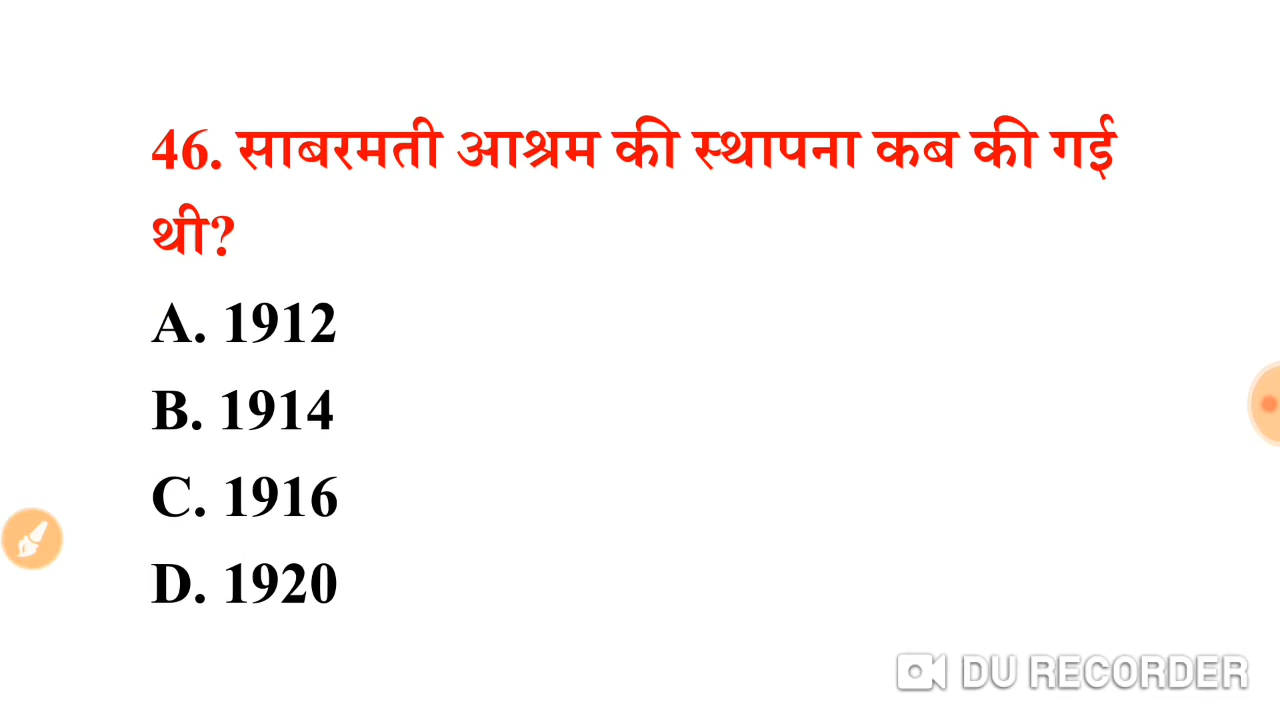 46. साबरमती आश्रम की स्थापना कब की गई
थी?
A. 1912
B. 1914
C. 1916
D. 1920
DU RECORDER